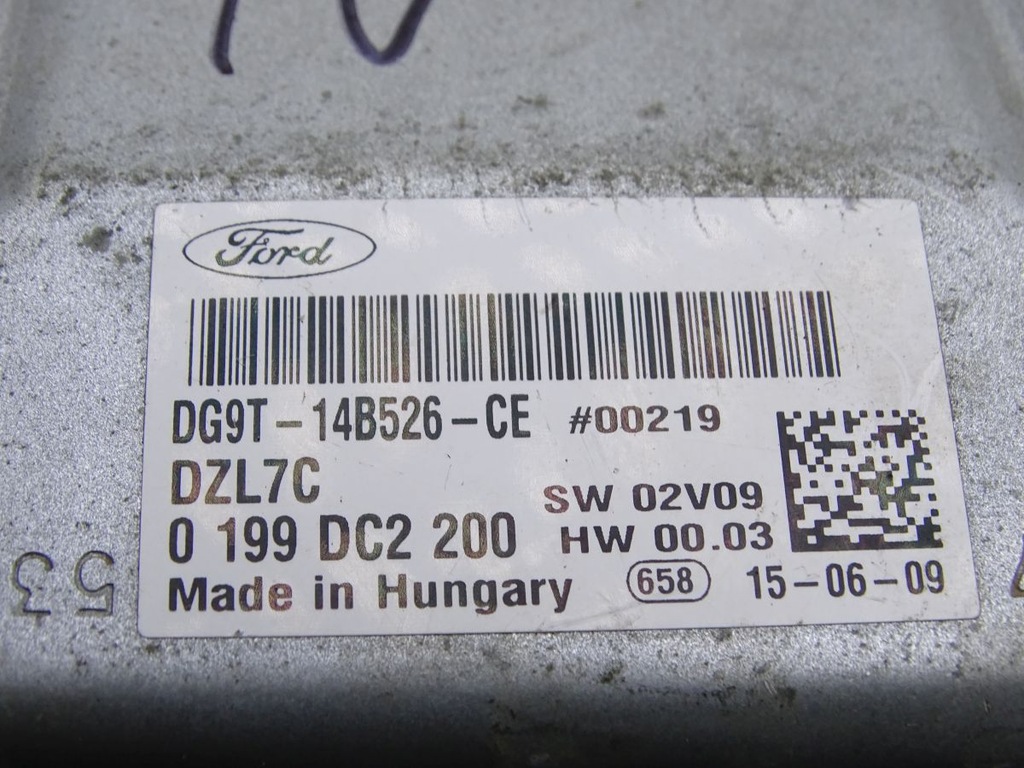 Ford
DG9T-14B526-CE #00219
DZL7C
SW 02V09
0 199 DC2 200
HW 00.03
Made in Hungary 658 15-06-09
53